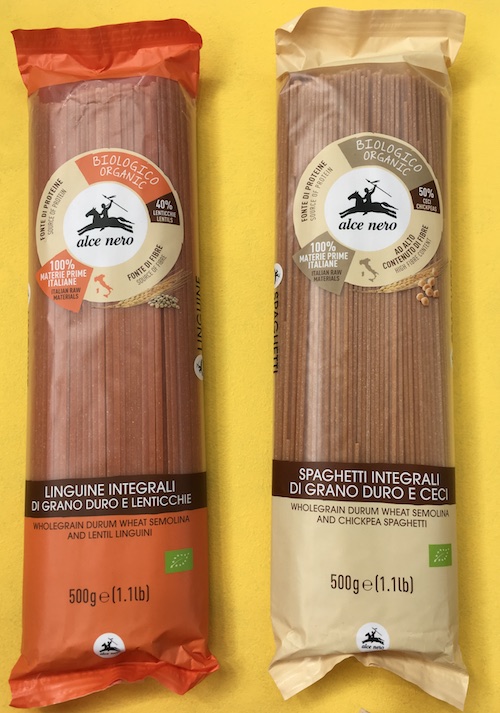 BIOLOGICO
ORGANIC
FONTE DI PROTEINE
SOURCE OF PROTEIN
40%
LENTICCHIE
LENTILS
alce nero
100%
MATERIE PRIME
ITALIANE
ITALIAN RAW
MATERIALS
FONTE DI FIBRE
SOURCE OF FIBRE
LINGUINE
LINGUINE INTEGRALI
DI GRANO DURO E LENTICCHIE
WHOLEGRAIN DURUM WHEAT SEMOLINA
AND LENTIL LINGUINI
500g e (1.1lb)
alce nero
BIOLOGICO
ORGANIC
FONTE DI PROTEINE
SOURCE OF PROTEIN
50%
CECI
CHICKPEAS
alce nero
100%
MATERIE PRIME
ITALIANE
ITALIAN RAW
MATERIALS
AD ALTO
CONTENUTO DI FIBRE
HIGH FIBRE CONTENT
SPAGHETTI
SPAGHETTI INTEGRALI
DI GRANO DURO E CECI
WHOLEGRAIN DURUM WHEAT SEMOLINA
AND CHICKPEA SPAGHETTI
500g e (1.1lb)
alce nero